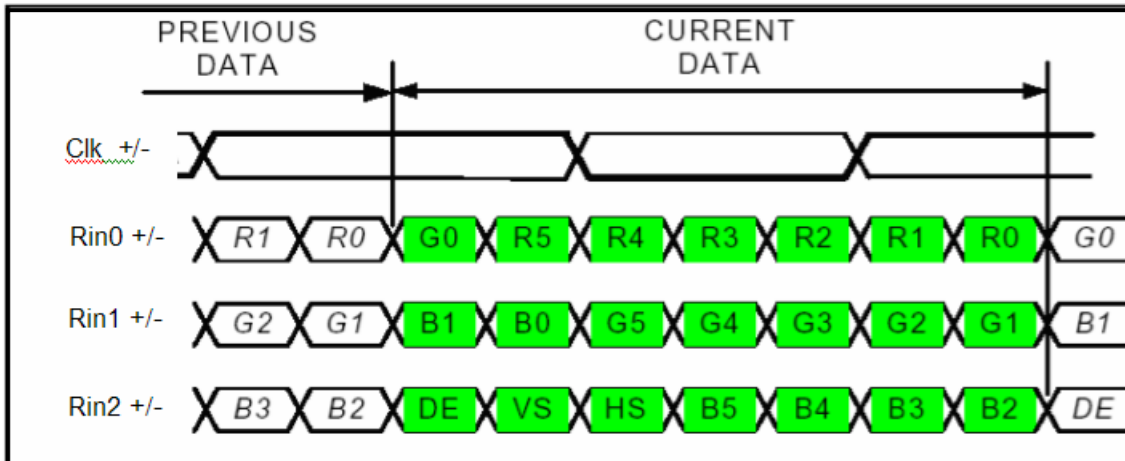 PREVIOUS
DATA
CURRENT
DATA
Clk +/-
Rin0 +/- R1 R0 G0 R5 R4 R3 R2 R1 R0 G0
Rin1 +/- G2 G1 B1 B0 G5 G4 G3 G2 G1 B1
Rin2 +/- B3 B2 DE VS HS B5 B4 B3 B2 DE